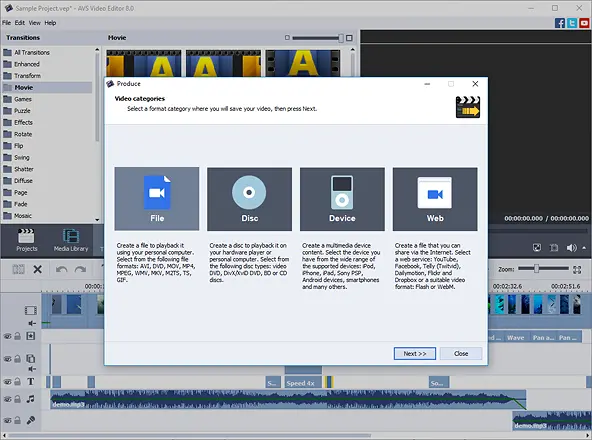 Sample Project.vep* - AVS Video Editor 8.0
File Edit View Help
Transitions
Movie
All Transitions
Enhanced
Transform
Movie
Games
Puzzle
Effects
Rotate
Flip
Swing
Shatter
Diffuse
Page
Fade
Mosaic
Projects
Media Library
Produce
Video categories
Select a format category where you will save your video, then press Next.
File
Create a file to playback it
using your personal computer.
Select from the following file
formats: AVI, DVD, MOV, MP4,
MPEG, WMV, MKV, M2TS, TS,
GIF.
Disc
Create a disc to playback it on
your hardware player or
personal computer. Select
from the following disc types:
video DVD, DivX/XviD DVD, BD or CD
discs.
Device
Create a multimedia device
content. Select the device you
have from the wide range of
the supported devices: iPod,
iPhone, iPad, Sony PSP,
Android devices, smartphones
and many others.
Web
Create a file that you can
share via the Internet. Select
a web service: YouTube,
Facebook, Telly (Twitvid),
Dailymotion, Flickr and
Dropbox or a suitable video
format: Flash or WebM.
Next >>
Close
00:00:00.000 / 00:00:00.000
Zoom:
00:02:32.6
00:02:51.6
Wave
Pan a...
Pan ...
T
S...
Speed 4x
So...
demo.mp3